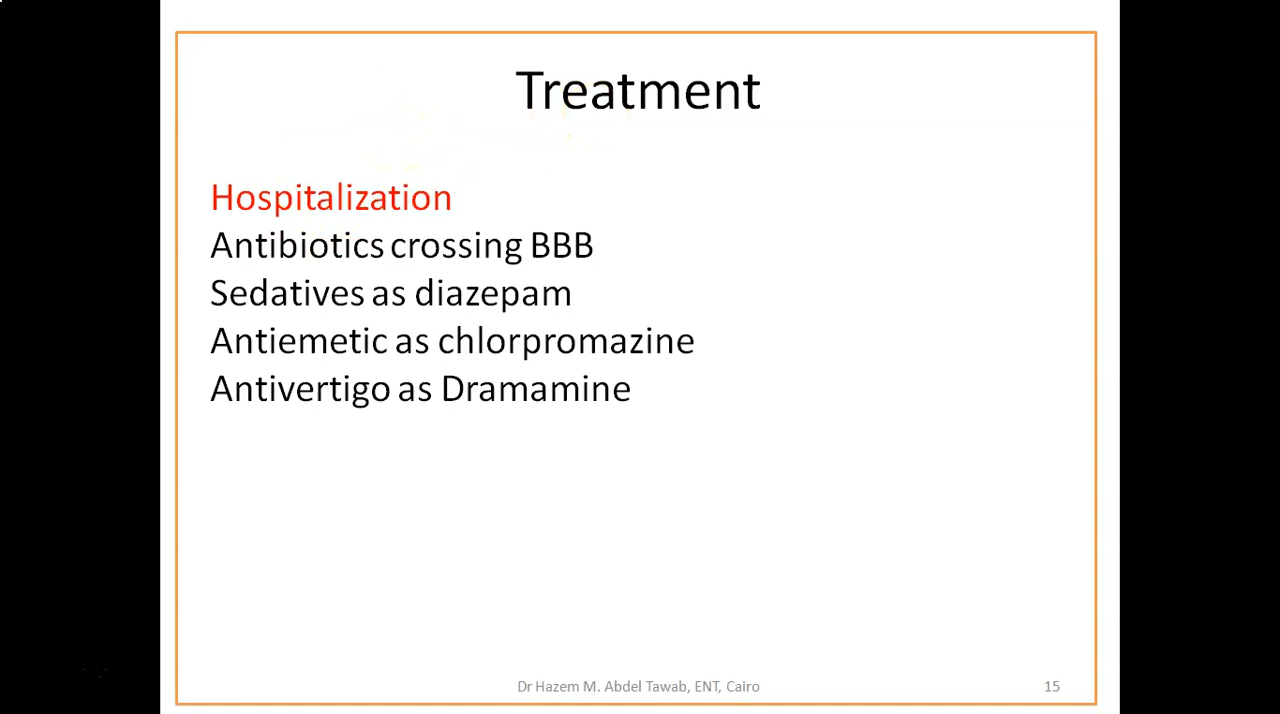 Treatment
Hospitalization
Antibiotics crossing BBB
Sedatives as diazepam
Antiemetic as chlorpromazine
Antivertigo as Dramamine
Dr Hazem M. Abdel Tawab, ENT, Cairo
15